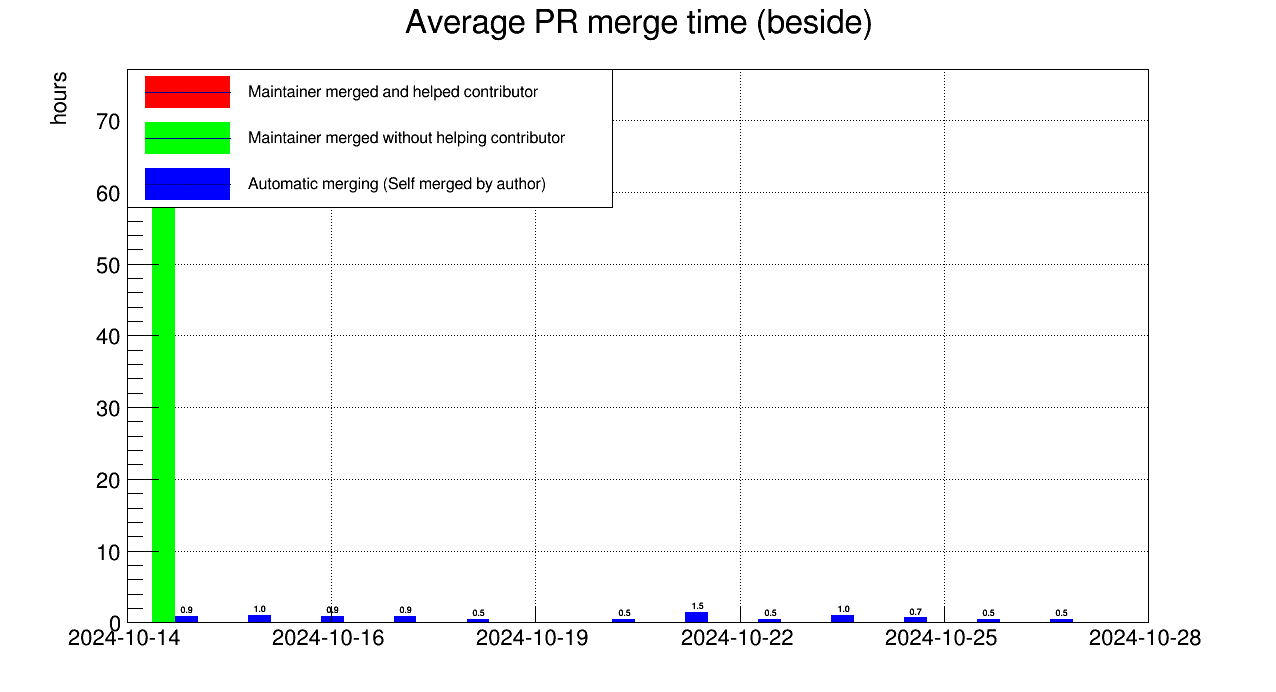 Average PR merge time (beside)
hours
Maintainer merged and helped contributor
Maintainer merged without helping contributor
Automatic merging (Self merged by author)
70
60
50
40
30
20
10
0
0.9 1.0 0.9 0.9 0.5 0.5 1.5 0.5 1.0 0.7 0.5 0.5
2024-10-14 2024-10-16 2024-10-19 2024-10-22 2024-10-25 2024-10-28